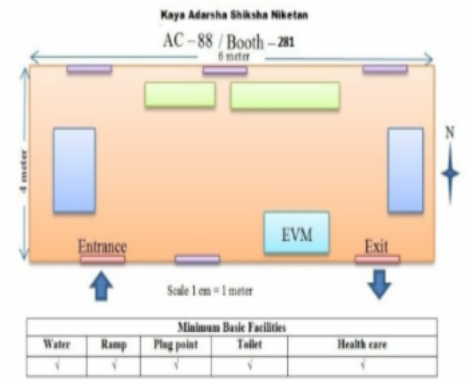 Kaya Adarsha Shiksha Niketan
AC – 88 / Booth – 281
6 meter
4 meter
N
EVM
Entrance
Exit
Scale 1 cm = 1 meter
Minimum Basic Facilities
Water Ramp Plug point Toilet Health care
√ √ √ √ √